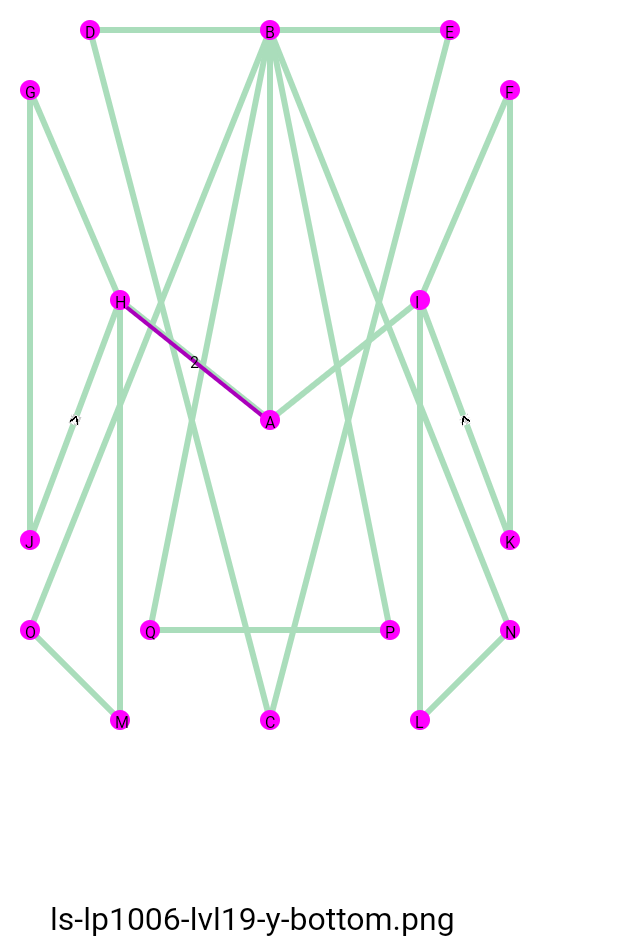 D B E
G F
H I
2
A
^ ^
J K
O Q P N
M C L
ls-lp1006-lvl19-y-bottom.png